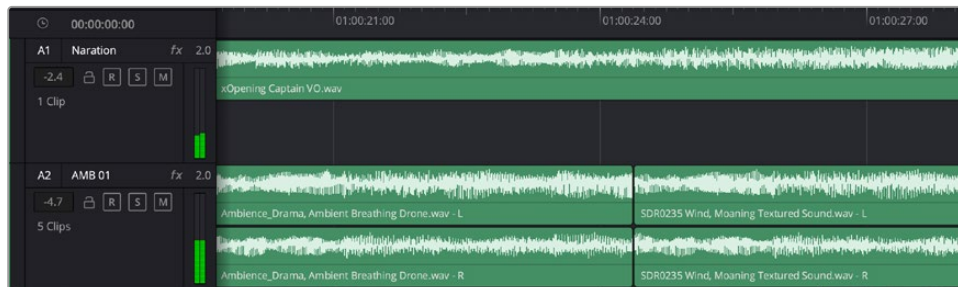 00:00:00:00 01:00:21:00 01:00:24:00 01:00:27:00
A1 Naration fx 2.0
-2.4 R S M
xOpening Captain VO.wav
1 Clip
A2 AMB 01 fx 2.0
-4.7 R S M
Ambience_Drama, Ambient Breathing Drone.wav - L SDR0235 Wind, Moaning Textured Sound.wav - L
5 Clips
Ambience_Drama, Ambient Breathing Drone.wav - R SDR0235 Wind, Moaning Textured Sound.wav - R